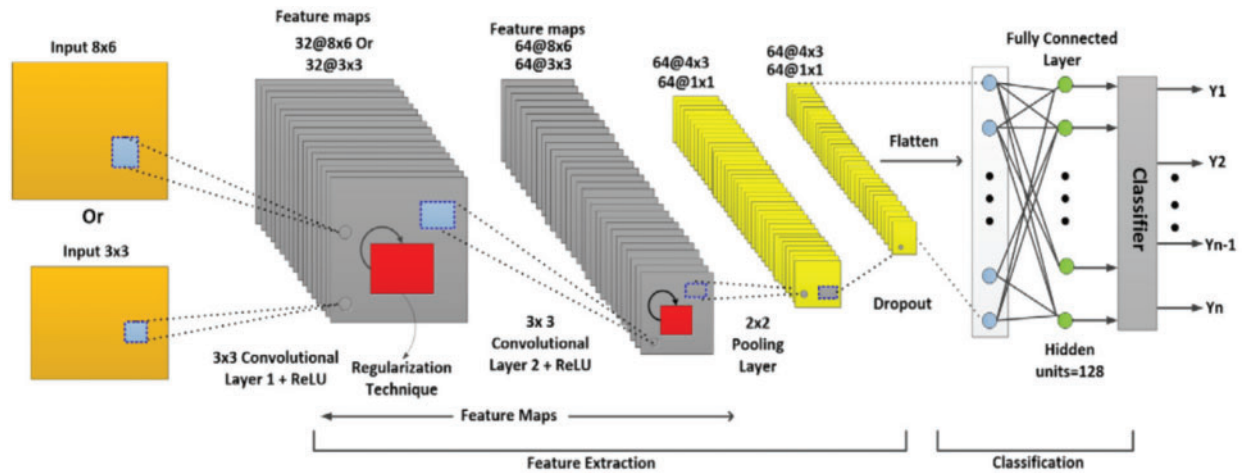 Input 8x6
Or
Input 3x3
Feature maps
32@8x6 Or
32@3x3
3x3 Convolutional
Layer 1 + ReLU
Regularization
Technique
Feature maps
64@8x6
64@3x3
3x 3
Convolutional
Layer 2 + ReLU
64@4x3
64@1x1
2x2
Pooling
Layer
64@4x3
64@1x1
Dropout
Flatten
Fully Connected
Layer
Hidden
units=128
Classifier
Y1
Y2
Yn-1
Yn
Feature Maps
Feature Extraction
Classification